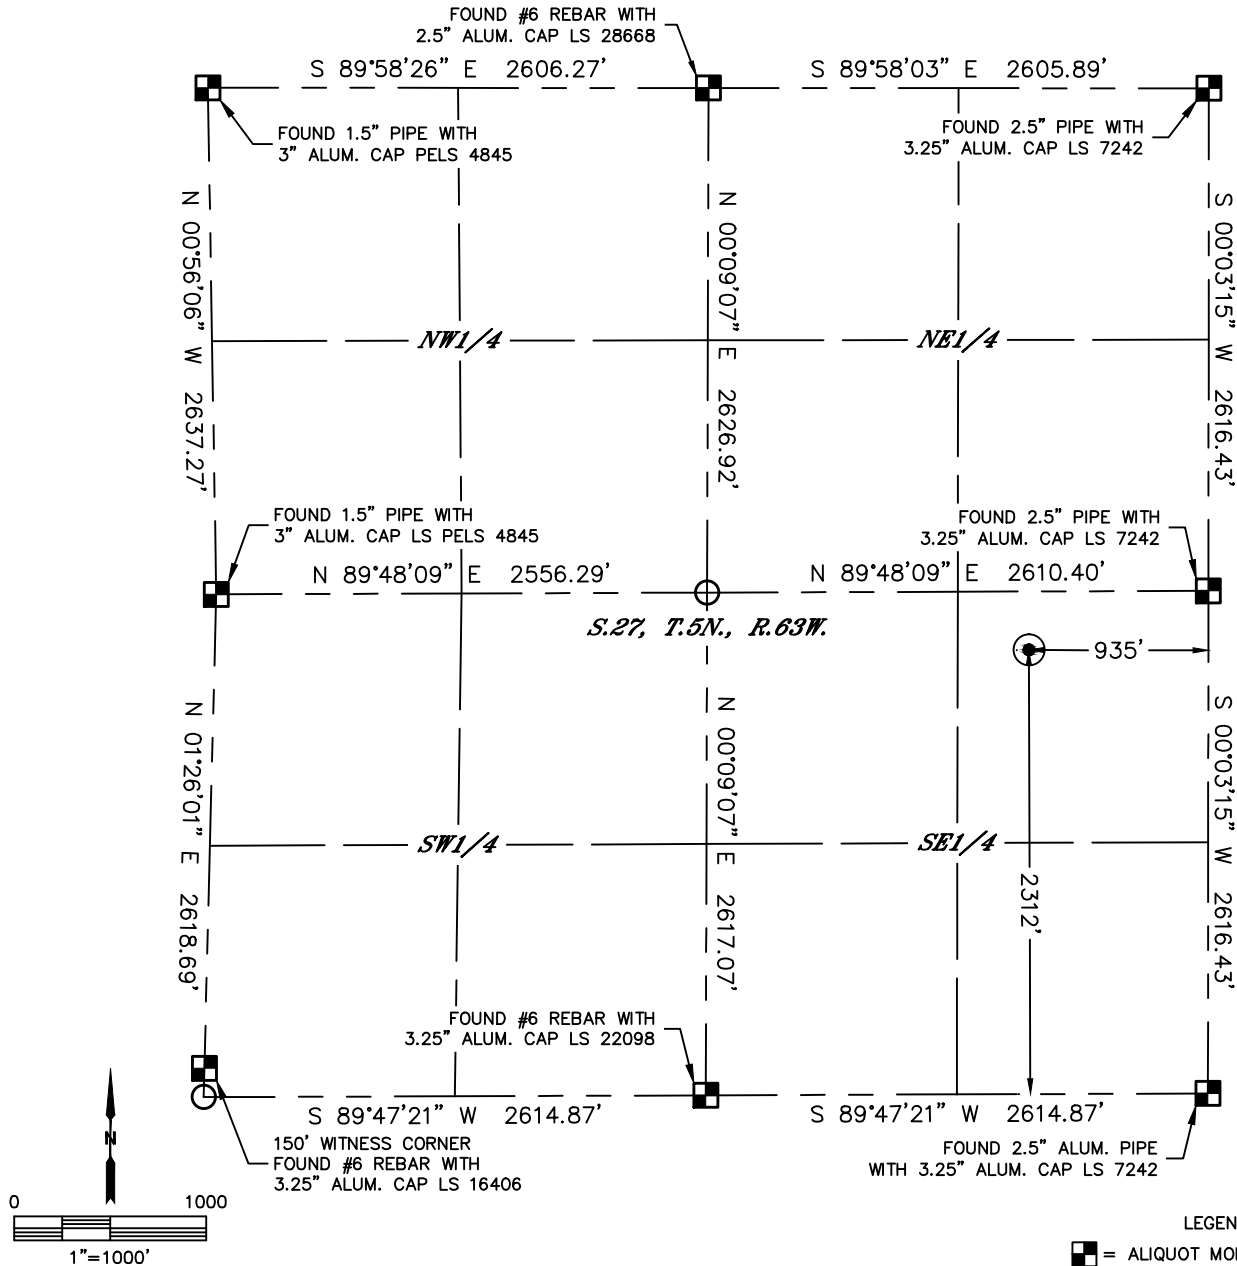 FOUND #6 REBAR WITH
2.5" ALUM. CAP LS 28668
S 89°58'26" E 2606.27'
S 89°58'03" E 2605.89'
FOUND 1.5" PIPE WITH
3" ALUM. CAP PELS 4845
FOUND 2.5" PIPE WITH
3.25" ALUM. CAP LS 7242
N 00°56'06" W 2637.27'
N 00°09'07" E 2626.92'
S 00°03'15" W 2616.43'
NW1/4
NE1/4
FOUND 1.5" PIPE WITH
3" ALUM. CAP LS PELS 4845
FOUND 2.5" PIPE WITH
3.25" ALUM. CAP LS 7242
N 89°48'09" E 2556.29'
N 89°48'09" E 2610.40'
S.27, T.5N., R.63W.
935'
N 01°26'01" E 2618.69'
N 00°09'07" E 2617.07'
S 00°03'15" W 2616.43'
SW1/4
SE1/4
2312'
FOUND #6 REBAR WITH
3.25" ALUM. CAP LS 22098
S 89°47'21" W 2614.87'
S 89°47'21" W 2614.87'
150' WITNESS CORNER
FOUND #6 REBAR WITH
3.25" ALUM. CAP LS 16406
FOUND 2.5" ALUM. PIPE
WITH 3.25" ALUM. CAP LS 7242
N
0 1000
1"=1000'
LEGEN
= ALIQUOT MO